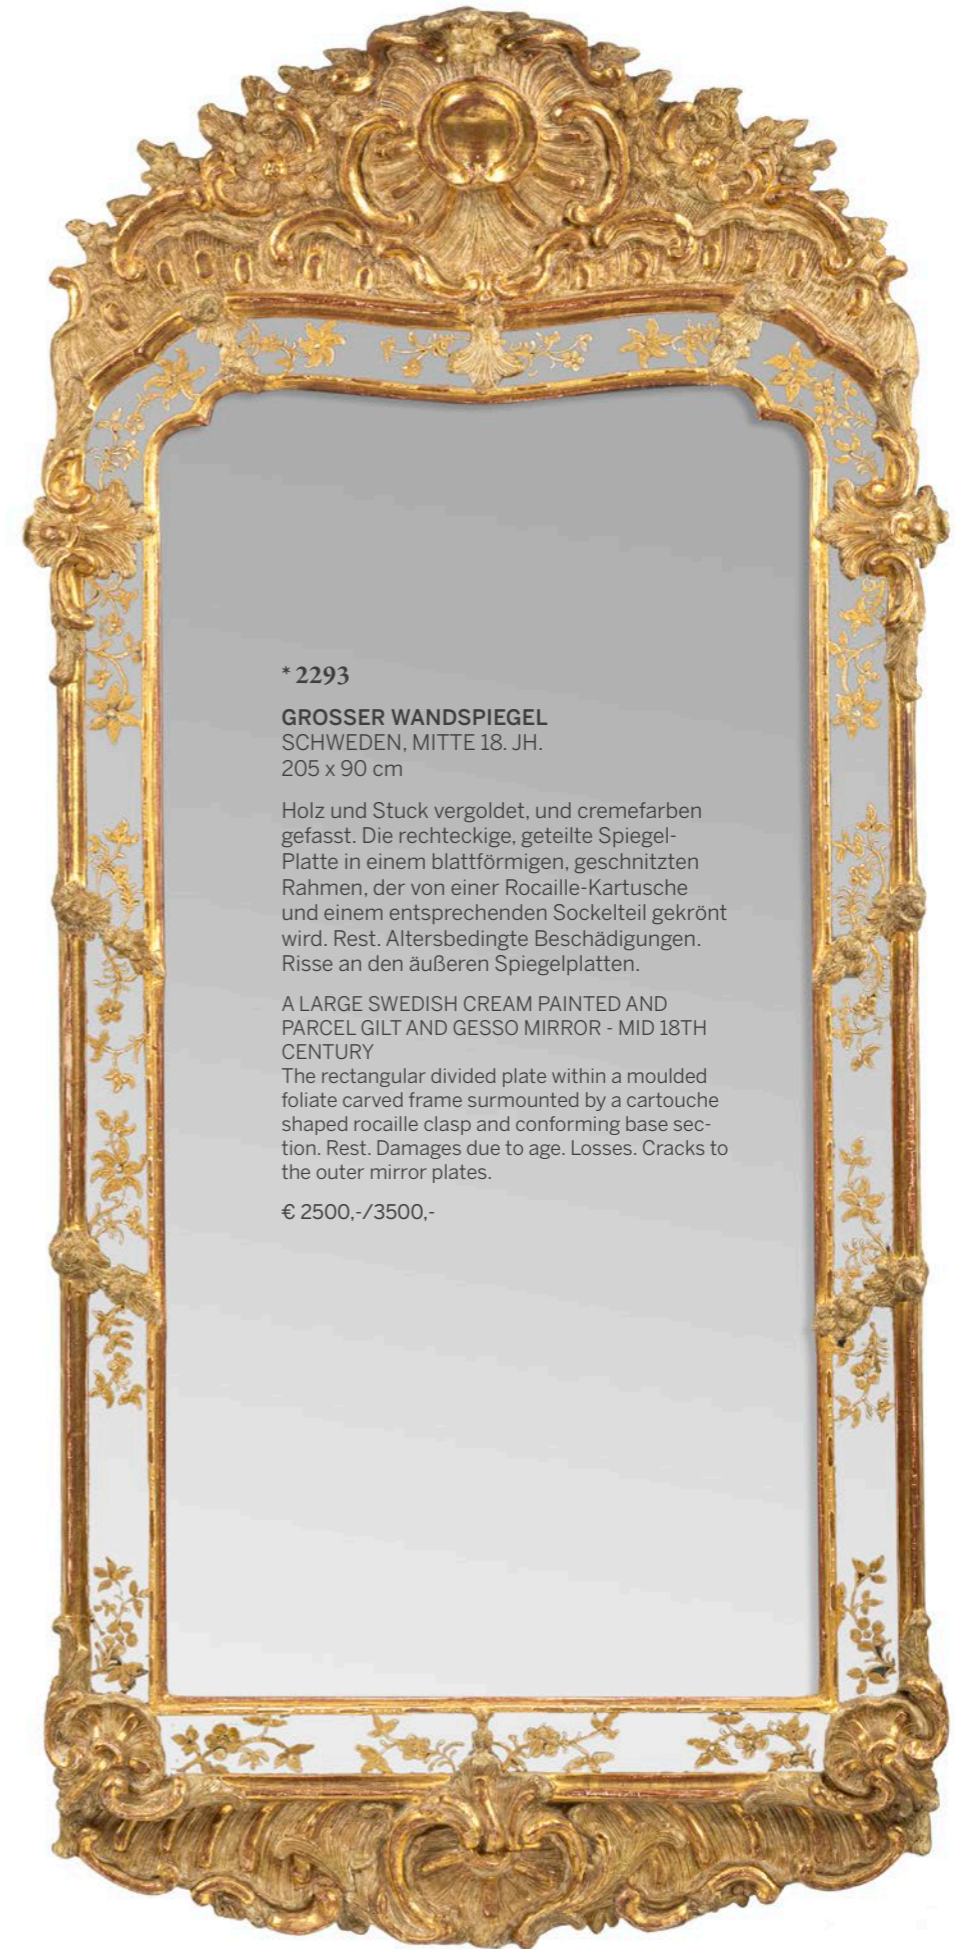 * 2293
GROSSER WANDSPIEGEL
SCHWEDEN, MITTE 18. JH.
205 x 90 cm
Holz und Stuck vergoldet, und cremefarben
gefasst. Die rechteckige, geteilte Spiegel-
Platte in einem blattförmigen, geschnitzten
Rahmen, der von einer Rocaille-Kartusche
und einem entsprechenden Sockelteil gekrönt
wird. Rest. Altersbedingte Beschädigungen.
Risse an den äußeren Spiegelplatten.
A LARGE SWEDISH CREAM PAINTED AND
PARCEL GILT AND GESSO MIRROR - MID 18TH
CENTURY
The rectangular divided plate within a moulded
foliate carved frame surmounted by a cartouche
shaped rocaille clasp and conforming base sec-
tion. Rest. Damages due to age. Losses. Cracks to
the outer mirror plates.
€ 2500,-/3500,-